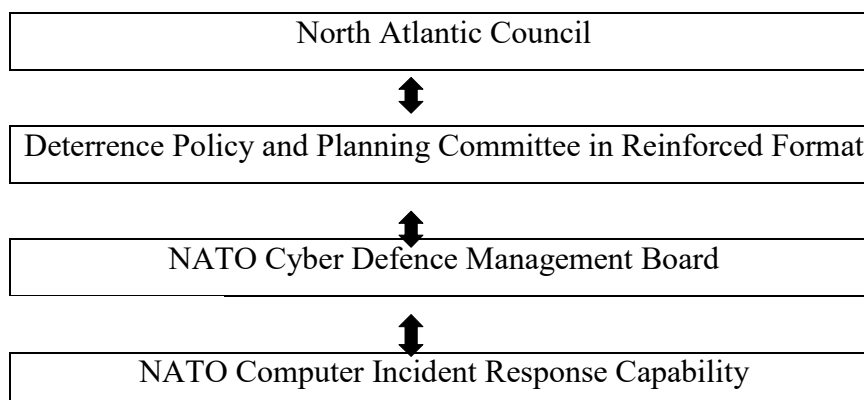 North Atlantic Council
Deterrence Policy and Planning Committee in Reinforced Format
NATO Cyber Defence Management Board
NATO Computer Incident Response Capability